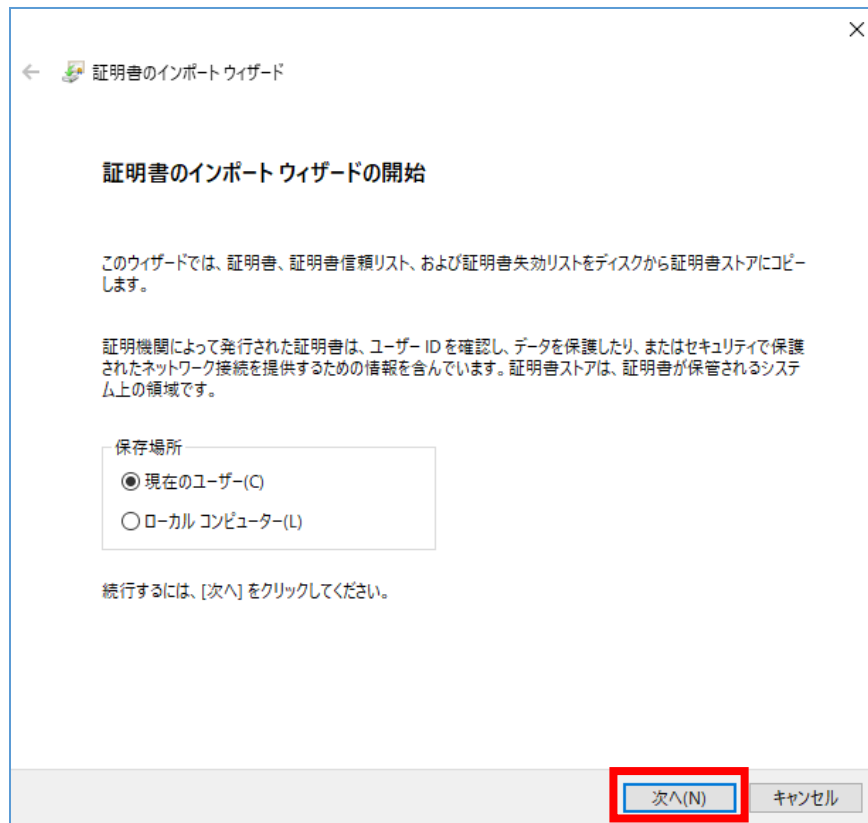 証明書のインポート ウィザード
証明書のインポート ウィザードの開始
このウィザードでは、証明書、証明書信頼リスト、および証明書失効リストをディスクから証明書ストアにコピー
します。
証明機関によって発行された証明書は、ユーザー ID を確認し、データを保護したり、またはセキュリティで保護
されたネットワーク接続を提供するための情報を含んでいます。証明書ストアは、証明書が保管されるシステ
ム上の領域です。
保存場所
現在のユーザー(C)
ローカル コンピューター(L)
続行するには、[次へ] をクリックしてください。
次へ(N)
キャンセル